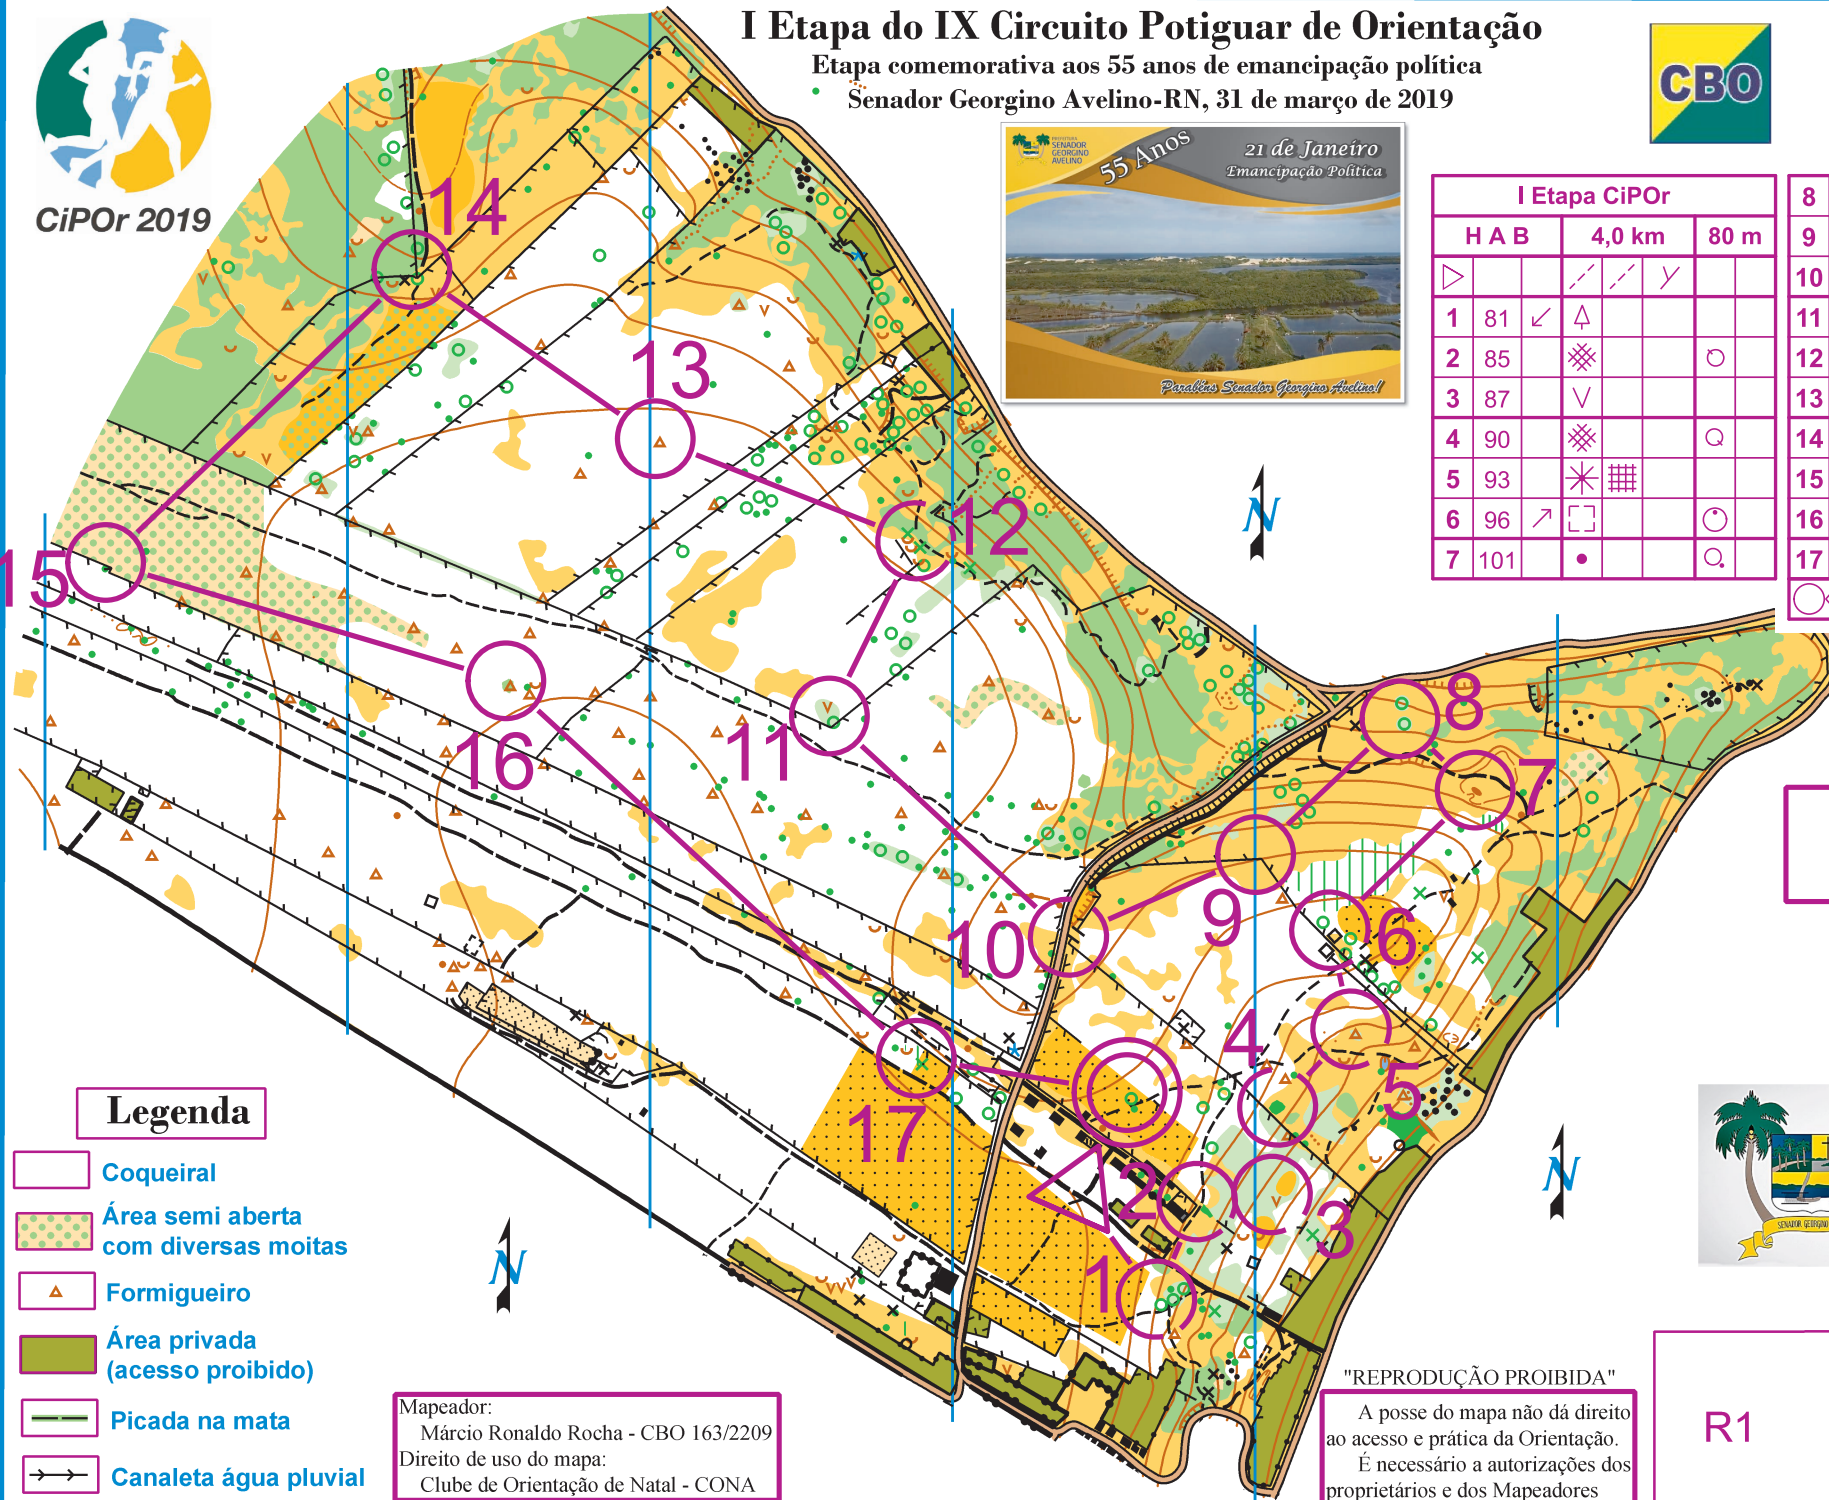 I Etapa do IX Circuito Potiguar de Orientação
Etapa comemorativa aos 55 anos de emancipação política
Senador Georgino Avelino-RN, 31 de março de 2019
CiPOr 2019
CBO
PREFEITURA
SENADOR
GEORGINO
AVELINO
55 Anos
21 de Janeiro
Emancipação Política
Parabéns Senador Georgino Avelino!
I Etapa CiPOr
H A B 4,0 km 80 m
1 81
2 85
3 87
4 90
5 93
6 96
7 101
8
9
10
11
12
13
14
15
16
17
14
13
12
15
16
11
8
7
9
10
6
4
5
17
2
3
1
N
N
N
N
Legenda
Coqueiral
Área semi aberta
com diversas moitas
Formigueiro
Área privada
(acesso proibido)
Picada na mata
Canaleta água pluvial
Mapeador:
Márcio Ronaldo Rocha - CBO 163/2209
Direito de uso do mapa:
Clube de Orientação de Natal - CONA
"REPRODUÇÃO PROIBIDA"
A posse do mapa não dá direito
ao acesso e prática da Orientação.
É necessário a autorizações dos
proprietários e dos Mapeadores
R1
SENADOR GEORGINO